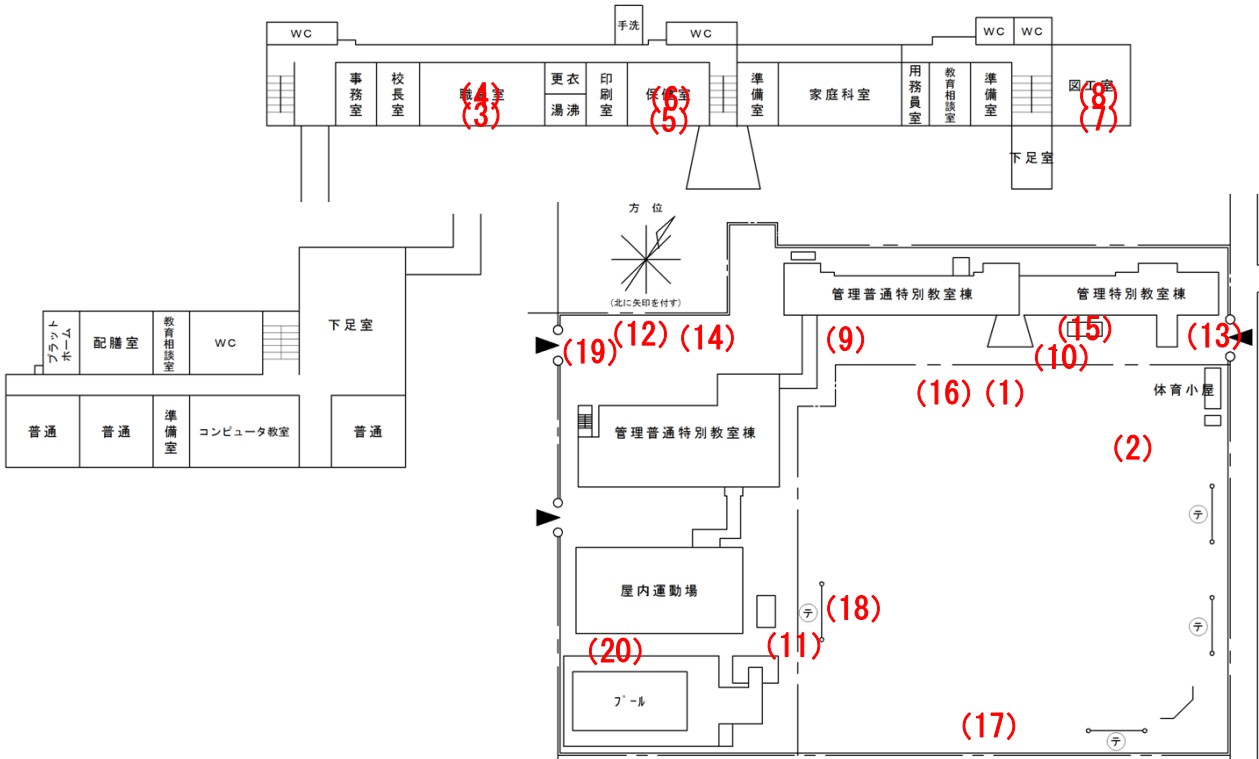 手洗
WC
WC
WC
WC
事務室
校長室
職員室
(4)
(3)
更衣
湯沸
印刷室
保健室
(6)
(5)
準備室
家庭科室
用務員室
教育相談室
準備室
図工室
(8)
(7)
下足室
方 位
(北に矢印を付す)
プラットホーム
配膳室
教育相談室
WC
下足室
普通
普通
準備室
コンピュータ教室
普通
管理普通特別教室棟
管理特別教室棟
(12)
(14)
(19)
(9)
(15)
(10)
(13)
(16)
(1)
体育小屋
管理普通特別教室棟
(2)
テ
屋内運動場
テ
(18)
テ
(20)
(11)
プール
(17)
テ